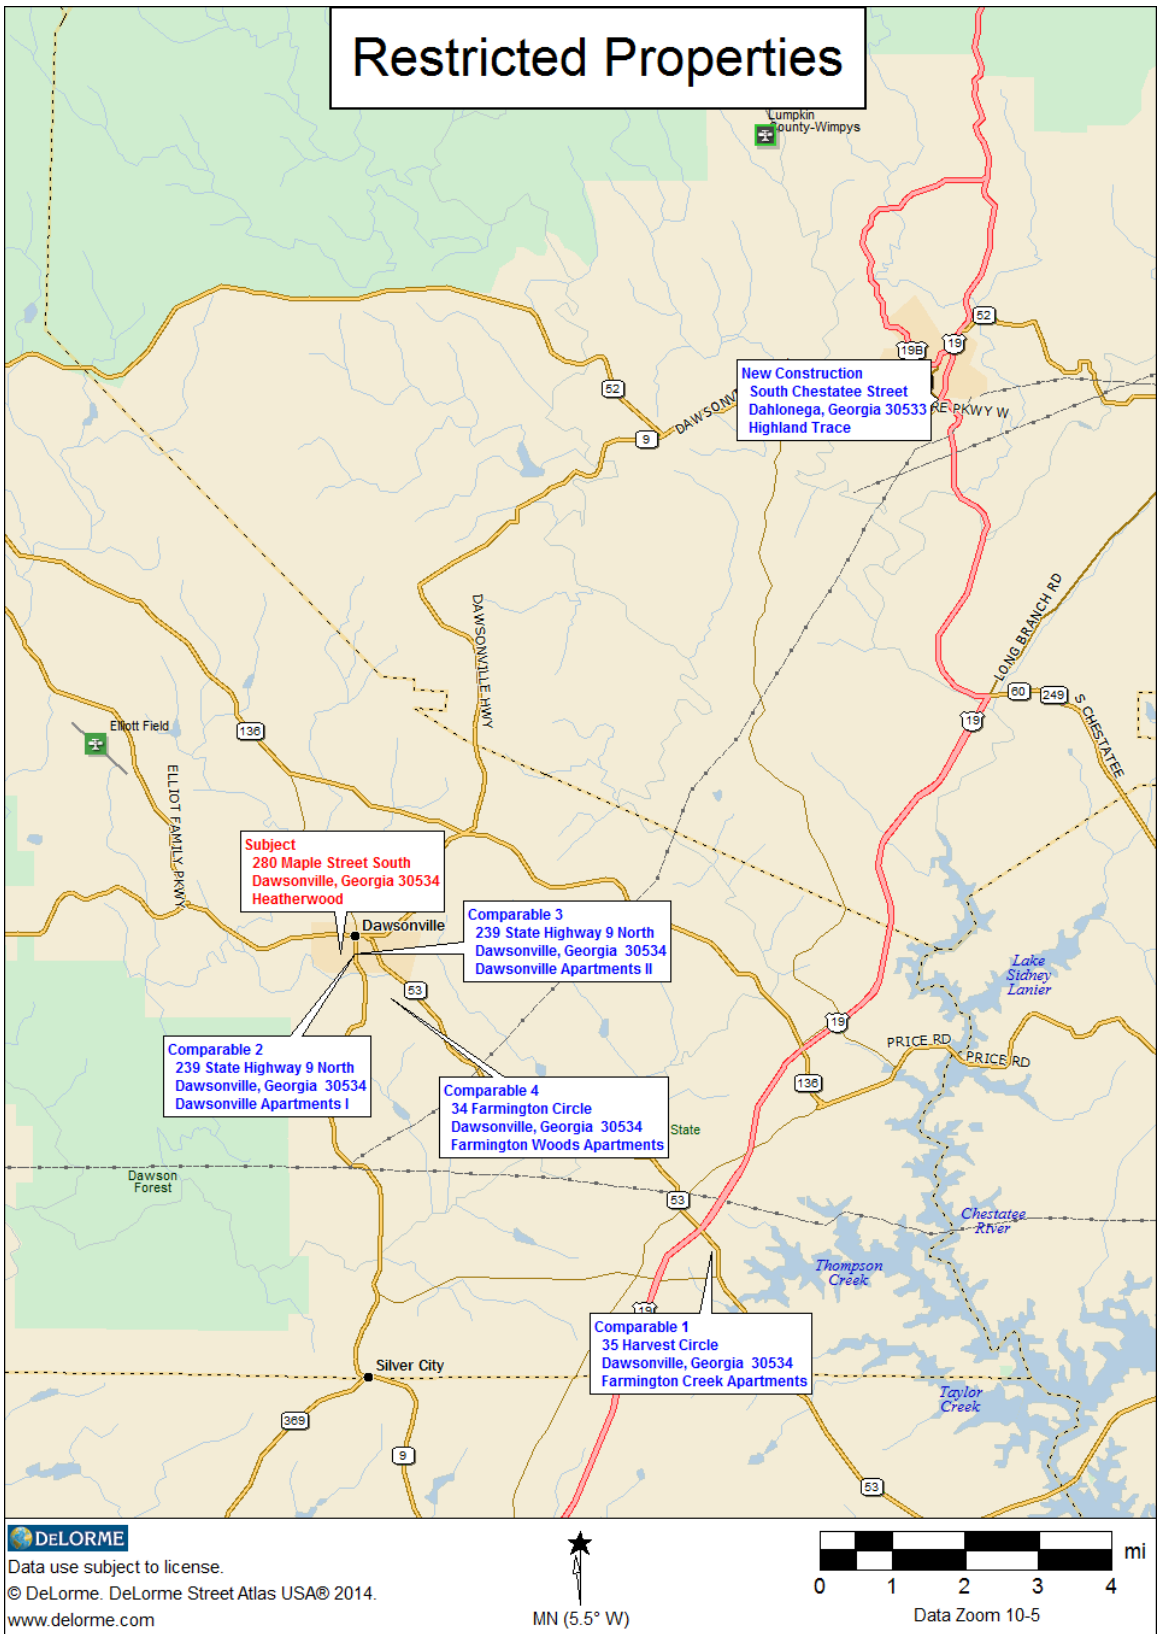 Restricted Properties
Lumpkin
County-Wimpys
52
19B
19
New Construction
South Chestatee Street
Dahlonega, Georgia 30533
Highland Trace
RE PKWY W
52
DAWSONV
9
LONG BRANCH RD
DAWSONVILLE HWY
60
249
S CHESTATEE
19
Elliott Field
136
ELLIOT FAMILY PKWY
Subject
280 Maple Street South
Dawsonville, Georgia 30534
Heatherwood
Dawsonville
Comparable 3
239 State Highway 9 North
Dawsonville, Georgia 30534
Dawsonville Apartments II
Lake
Sidney
Lanier
53
19
PRICE RD
PRICE RD
Comparable 2
239 State Highway 9 North
Dawsonville, Georgia 30534
Dawsonville Apartments I
136
Comparable 4
34 Farmington Circle
Dawsonville, Georgia 30534
Farmington Woods Apartments
State
Dawson
Forest
53
Chestatee
River
Thompson
Creek
19
Comparable 1
35 Harvest Circle
Dawsonville, Georgia 30534
Farmington Creek Apartments
Silver City
Taylor
Creek
369
9
53
DELORME
Data use subject to license.
© DeLorme. DeLorme Street Atlas USA® 2014.
www.delorme.com
MN (5.5° W)
mi
0 1 2 3 4
Data Zoom 10-5